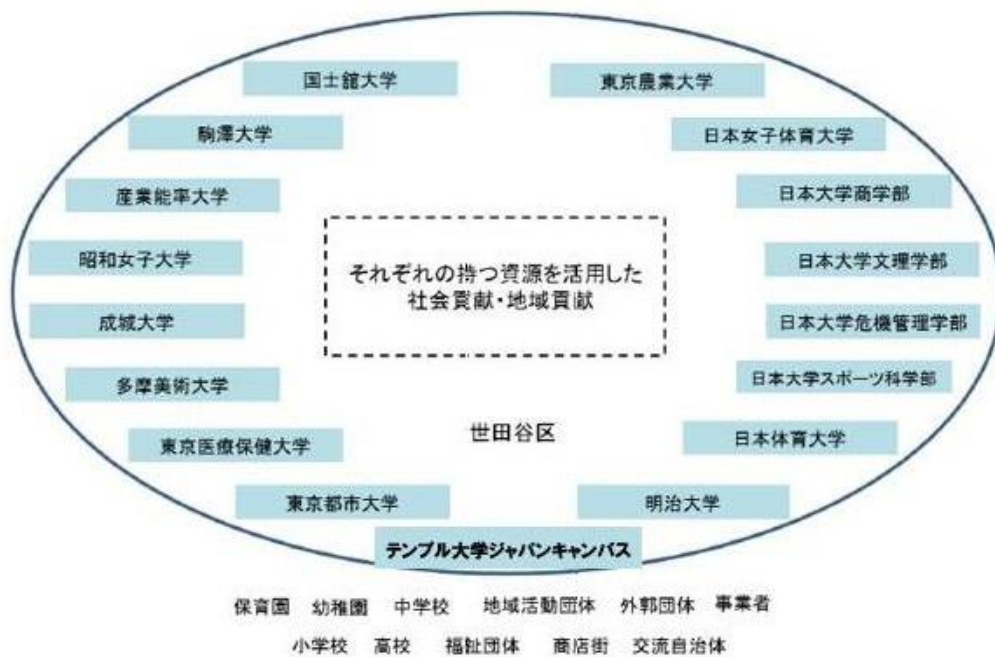 国士舘大学
東京農業大学
駒澤大学
日本女子体育大学
産業能率大学
日本大学商学部
昭和女子大学
それぞれの持つ資源を活用した
社会貢献・地域貢献
日本大学文理学部
成城大学
日本大学危機管理学部
多摩美術大学
日本大学スポーツ科学部
世田谷区
東京医療保健大学
日本体育大学
東京都市大学
明治大学
テンプル大学ジャパンキャンパス
保育園 幼稚園 中学校 地域活動団体 外郭団体 事業者
小学校 高校 福祉団体 商店街 交流自治体